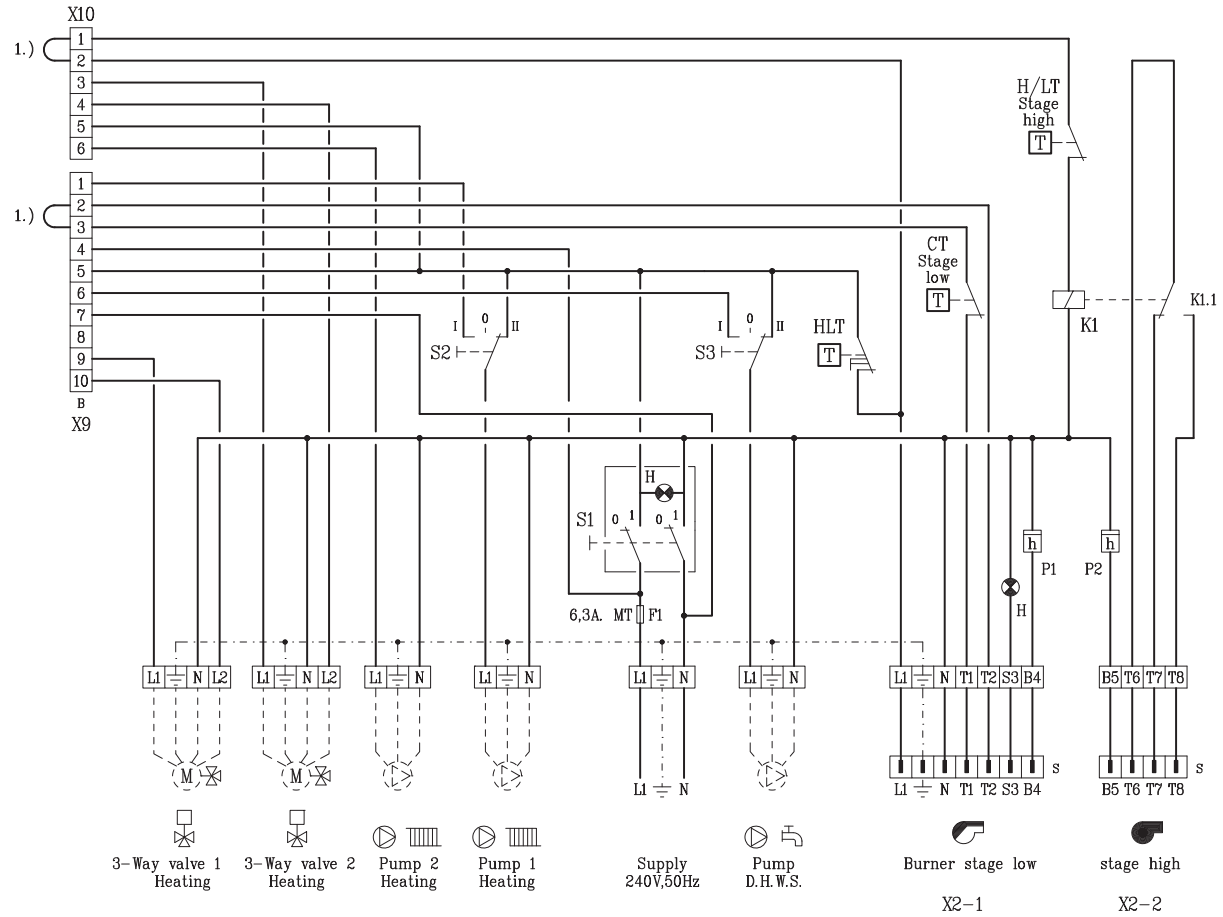 X10
1.)
1
2
3
4
5
6
1.)
1
2
3
4
5
6
7
8
9
10
B
X9
H/LT
Stage
high
T
CT
Stage
low
T
K1
K1.1
I
0
II
S2
I
0
II
S3
HLT
T
H
S1
0
1
0
1
6,3A. MT
F1
h
P1
h
P2
H
L1 N L2
L1 N L2
L1 N
L1 N
L1 N
L1 N
L1 N T1 T2 S3 B4
B5 T6 T7 T8
M
M
L1 N
S
L1 N T1 T2 S3 B4
S
B5 T6 T7 T8
3-Way valve 1
Heating
3-Way valve 2
Heating
Pump 2
Heating
Pump 1
Heating
Supply
240V,50Hz
Pump
D.H.W.S.
Burner stage low
stage high
X2-1
X2-2